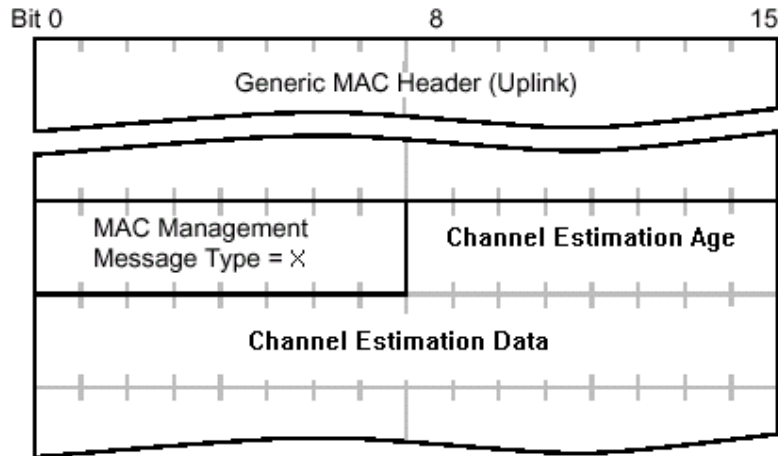 Bit 0 8 15
Generic MAC Header (Uplink)
MAC Management
Message Type = X
Channel Estimation Age
Channel Estimation Data